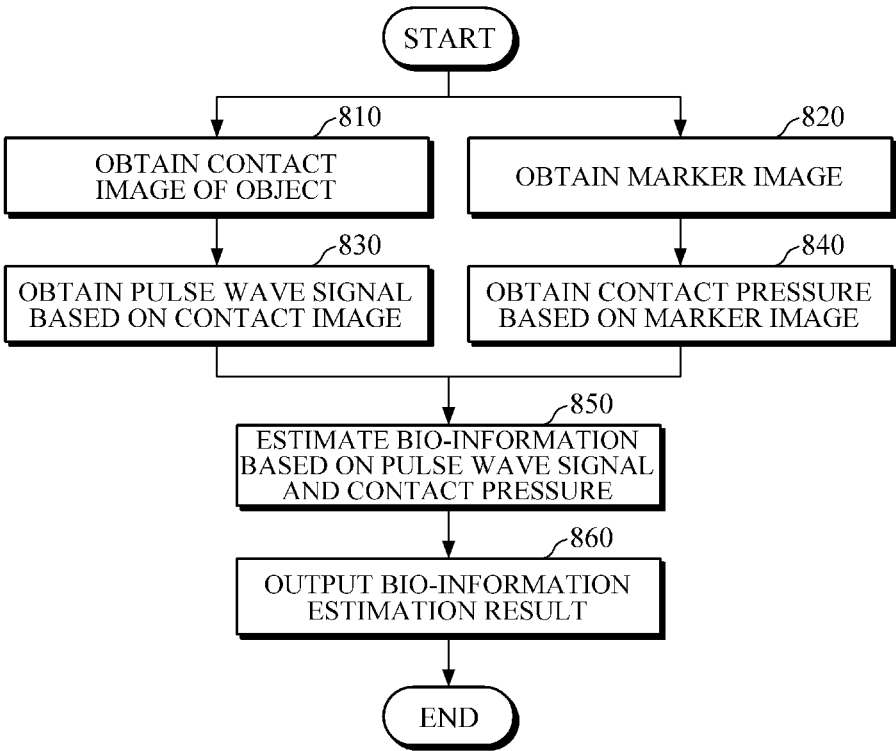 START
810
OBTAIN CONTACT
IMAGE OF OBJECT
820
OBTAIN MARKER IMAGE
830
OBTAIN PULSE WAVE SIGNAL
BASED ON CONTACT IMAGE
840
OBTAIN CONTACT PRESSURE
BASED ON MARKER IMAGE
850
ESTIMATE BIO-INFORMATION
BASED ON PULSE WAVE SIGNAL
AND CONTACT PRESSURE
860
OUTPUT BIO-INFORMATION
ESTIMATION RESULT
END